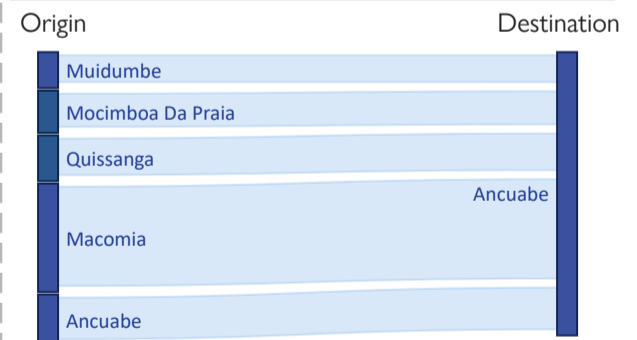 Origin
Destination
Muidumbe
Mocimboa Da Praia
Quissanga
Ancuabe
Macomia
Ancuabe